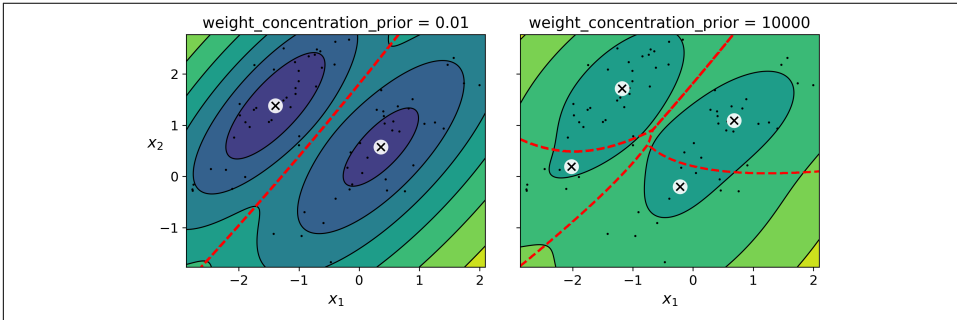 weight_concentration_prior = 0.01
weight_concentration_prior = 10000
x₂
2
1
0
−1
−2
−1
0
1
2
−2
−1
0
1
2
x₁
x₁